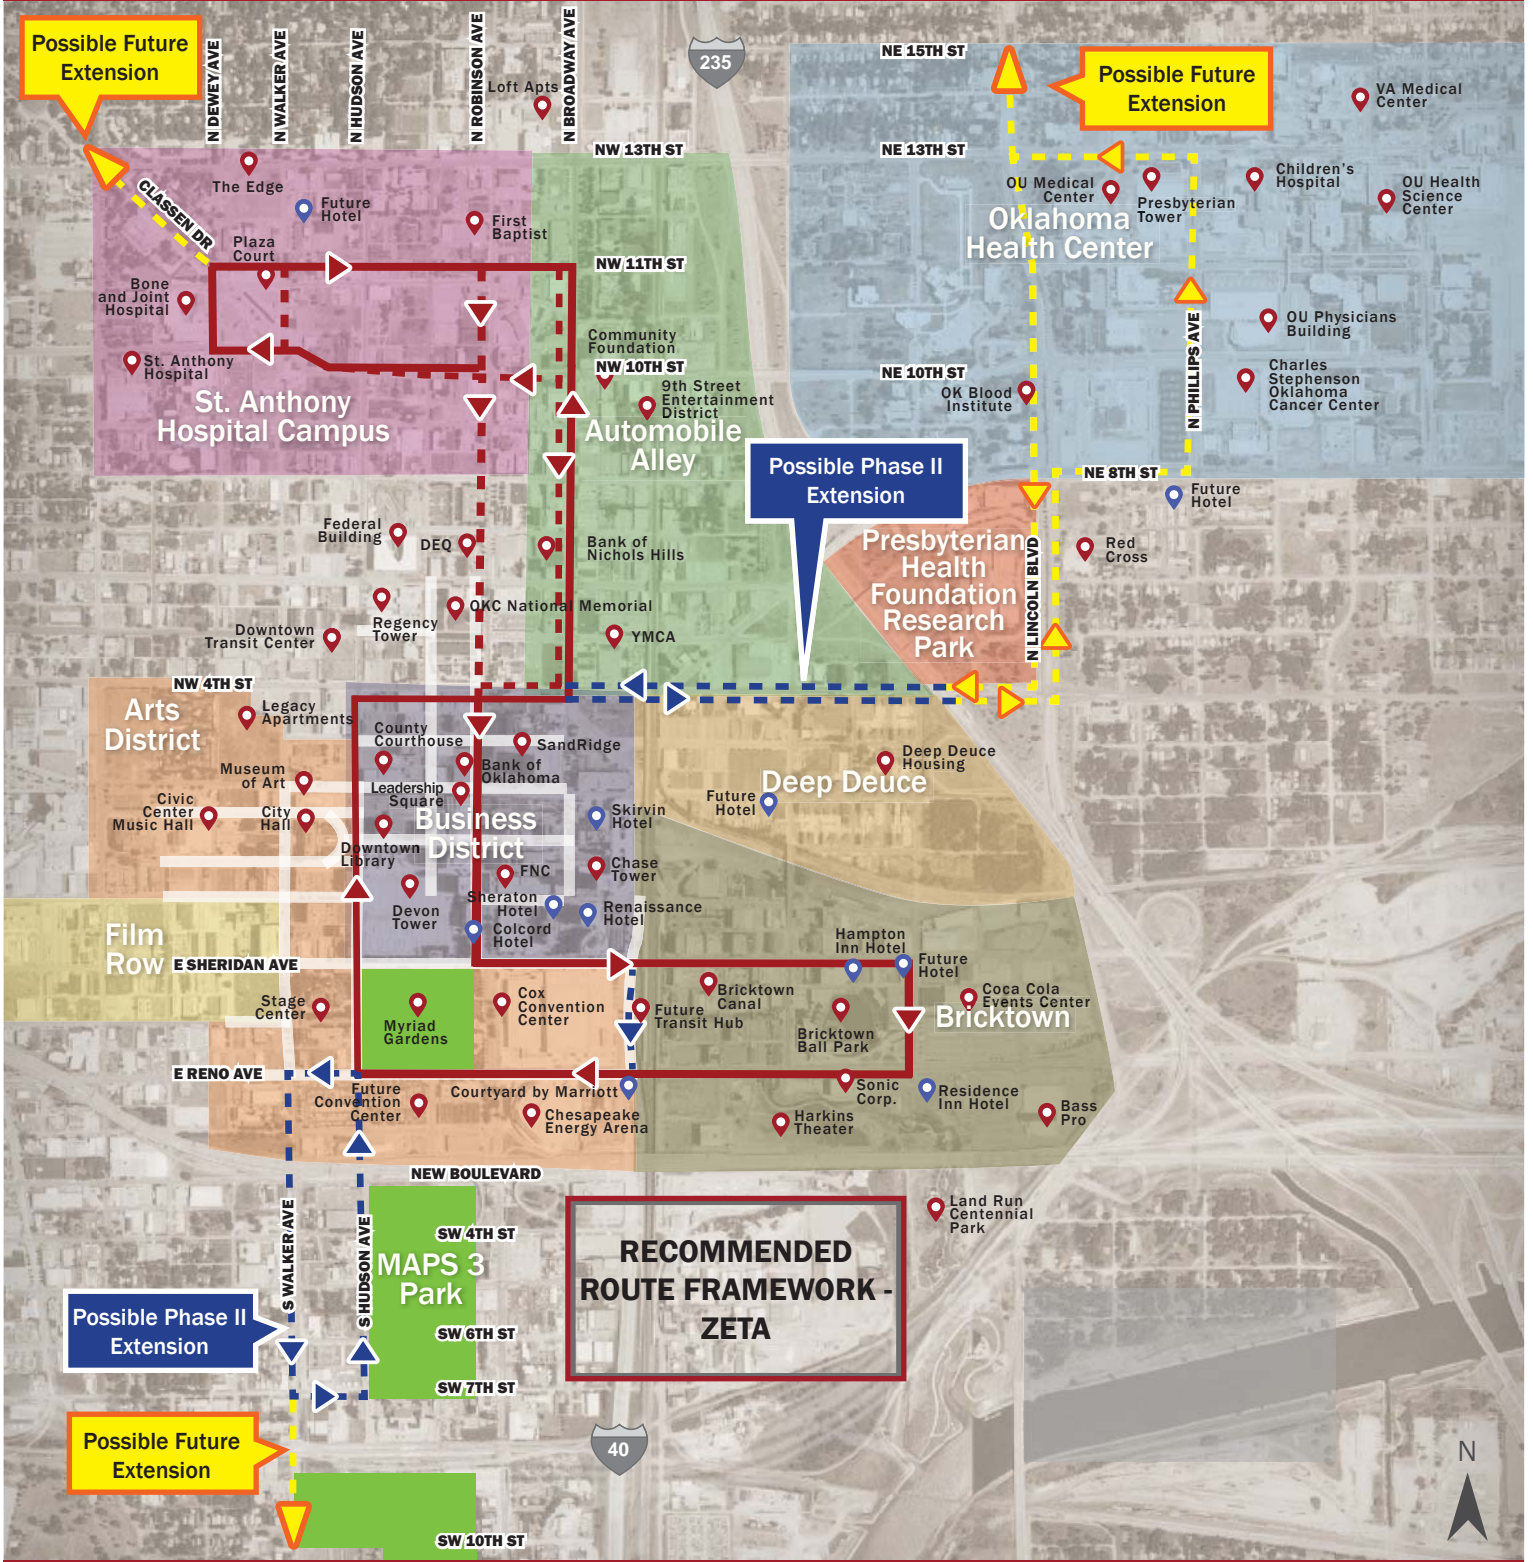 Possible Future
Extension
N DEWEY AVE
N WALKER AVE
N HUDSON AVE
N ROBINSON AVE
N BROADWAY AVE
235
Loft Apts
NE 15TH ST
Possible Future
Extension
VA Medical
Center
NW 13TH ST
NE 13TH ST
The Edge
CLASSEN DR
Future
Hotel
First
Baptist
Plaza
Court
Bone
and Joint
Hospital
St. Anthony
Hospital
St. Anthony
Hospital Campus
NW 11TH ST
Community
Foundation
NW 10TH ST
9th Street
Entertainment
District
Automobile
Alley
OU Medical
Center
Presbyterian
Tower
Children's
Hospital
OU Health
Science
Center
Oklahoma
Health Center
N PHILLIPS AVE
OU Physicians
Building
NE 10TH ST
OK Blood
Institute
Charles
Stephenson
Oklahoma
Cancer Center
Possible Phase II
Extension
NE 8TH ST
Future
Hotel
Red
Cross
Presbyterian
Health
Foundation
Research
Park
N LINCOLN BLVD
Federal
Building
DEQ
Bank of
Nichols Hills
OKC National Memorial
Regency
Tower
Downtown
Transit Center
YMCA
NW 4TH ST
Arts
District
Legacy
Apartments
County
Courthouse
SandRidge
Bank of
Oklahoma
Leadership
Square
Museum
of Art
Civic
Center
Music Hall
City
Hall
Business
District
Downtown
Library
Skirvin
Hotel
Deep Deuce
Housing
Deep Deuce
Future
Hotel
FNC
Chase
Tower
Devon
Tower
Sheraton
Hotel
Renaissance
Hotel
Colcord
Hotel
Film
Row
E SHERIDAN AVE
Hampton
Inn Hotel
Future
Hotel
Stage
Center
Myriad
Gardens
Cox
Convention
Center
Future
Transit Hub
Bricktown
Canal
Bricktown
Ball Park
Coca Cola
Events Center
Bricktown
E RENO AVE
Future
Convention
Center
Courtyard by Marriott
Chesapeake
Energy Arena
Sonic
Corp.
Harkins
Theater
Residence
Inn Hotel
Bass
Pro
NEW BOULEVARD
S WALKER AVE
S HUDSON AVE
SW 4TH ST
MAPS 3
Park
SW 6TH ST
SW 7TH ST
Land Run
Centennial
Park
RECOMMENDED
ROUTE FRAMEWORK -
ZETA
Possible Phase II
Extension
Possible Future
Extension
40
SW 10TH ST
N